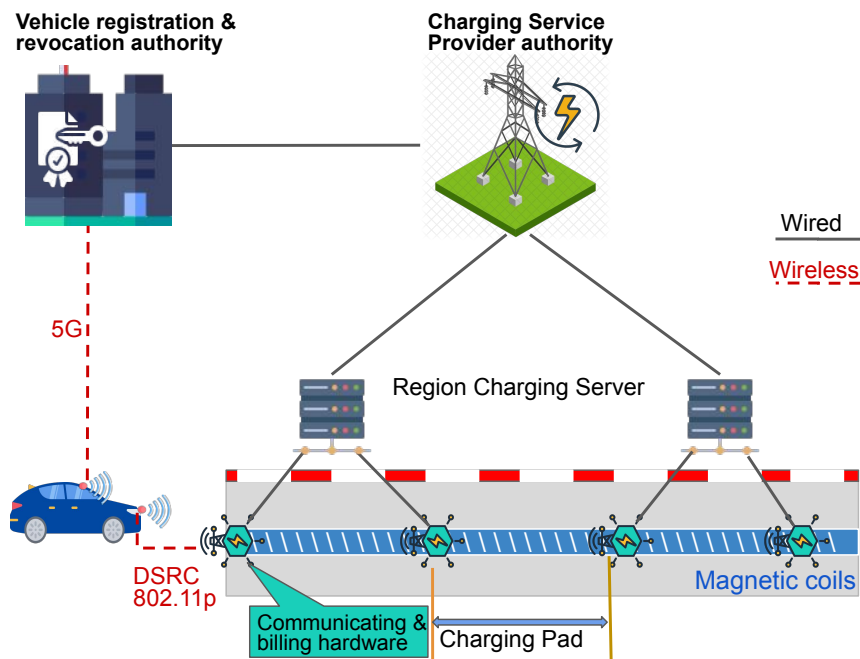 Vehicle registration &
revocation authority
Charging Service
Provider authority
Wired
Wireless
5G
Region Charging Server
DSRC
802.11p
Magnetic coils
Communicating &
billing hardware
Charging Pad